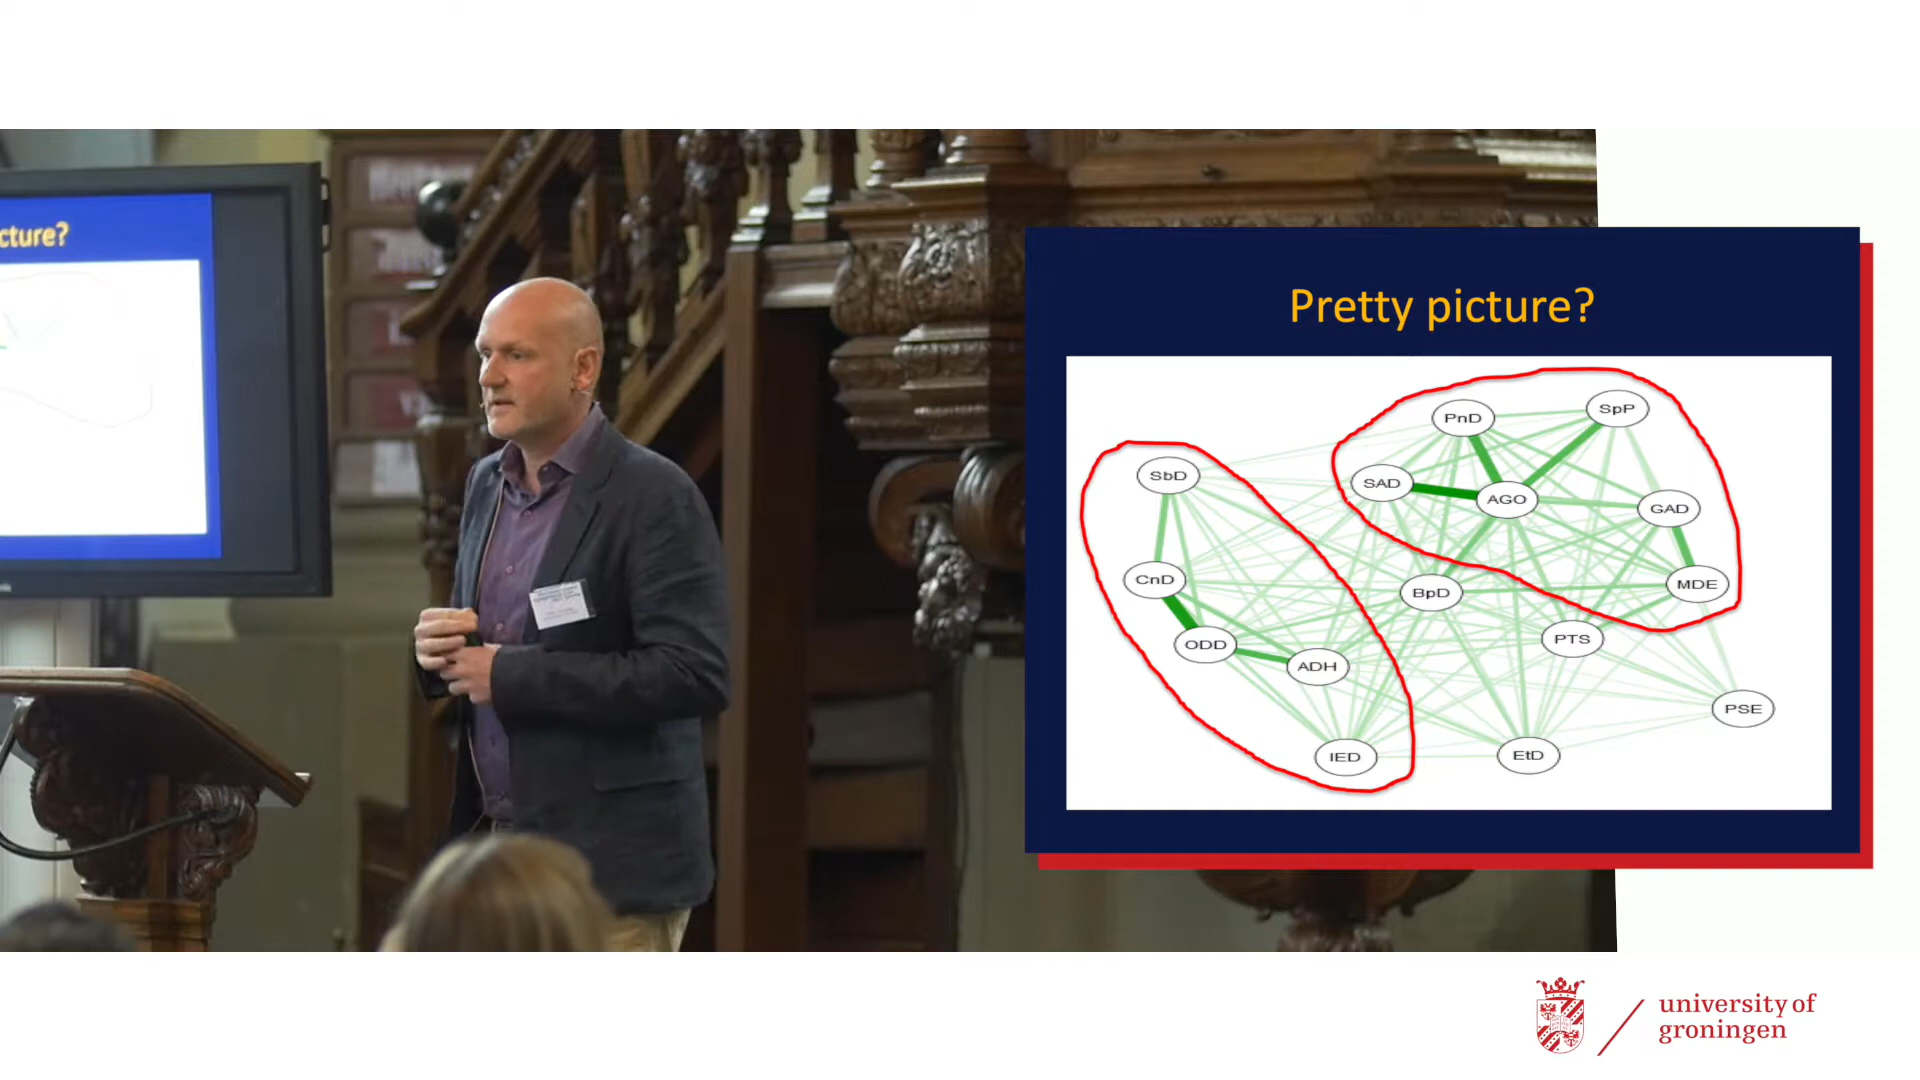 cture?
Pretty picture?
PnD
SpP
SbD
SAD
AGO
GAD
CnD
BpD
MDE
ODD
ADH
PTS
PSE
IED
EtD
university of
groningen